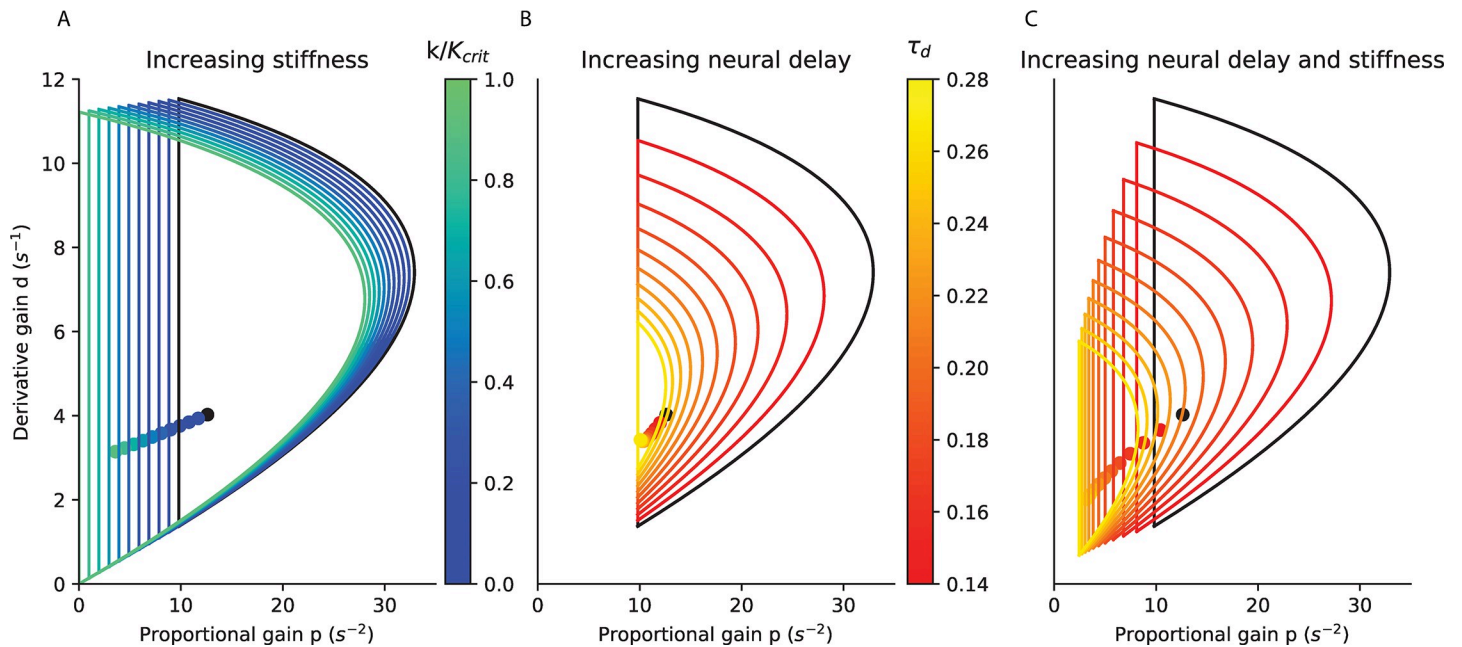 A
B
C
Increasing stiffness
k/K_crit
Increasing neural delay
τ_d
Increasing neural delay and stiffness
12
10
8
6
4
2
0
Derivative gain d (s⁻¹)
0 10 20 30
Proportional gain p (s⁻²)
1.0
0.8
0.6
0.4
0.2
0.0
0 10 20 30
Proportional gain p (s⁻²)
0.28
0.26
0.24
0.22
0.20
0.18
0.16
0.14
0 10 20 30
Proportional gain p (s⁻²)